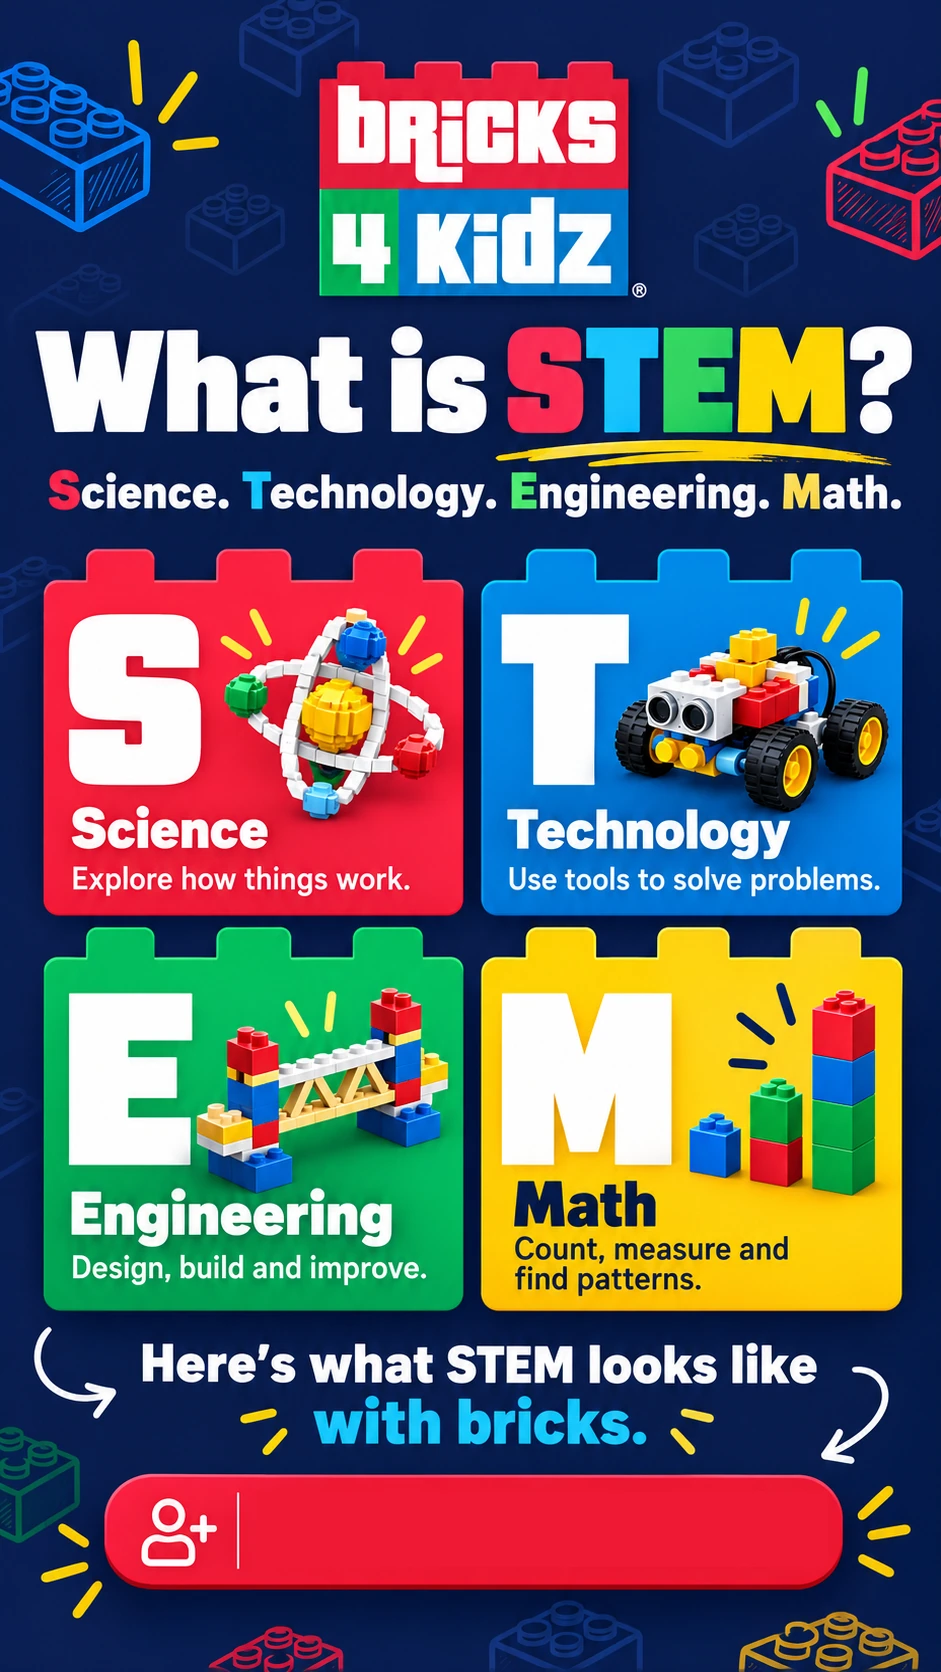 bricks
4 Kidz
®
What is STEM?
Science. Technology. Engineering. Math.
S
Science
Explore how things work.
T
Technology
Use tools to solve problems.
E
Engineering
Design, build and improve.
M
Math
Count, measure and
find patterns.
Here's what STEM looks like
with bricks.